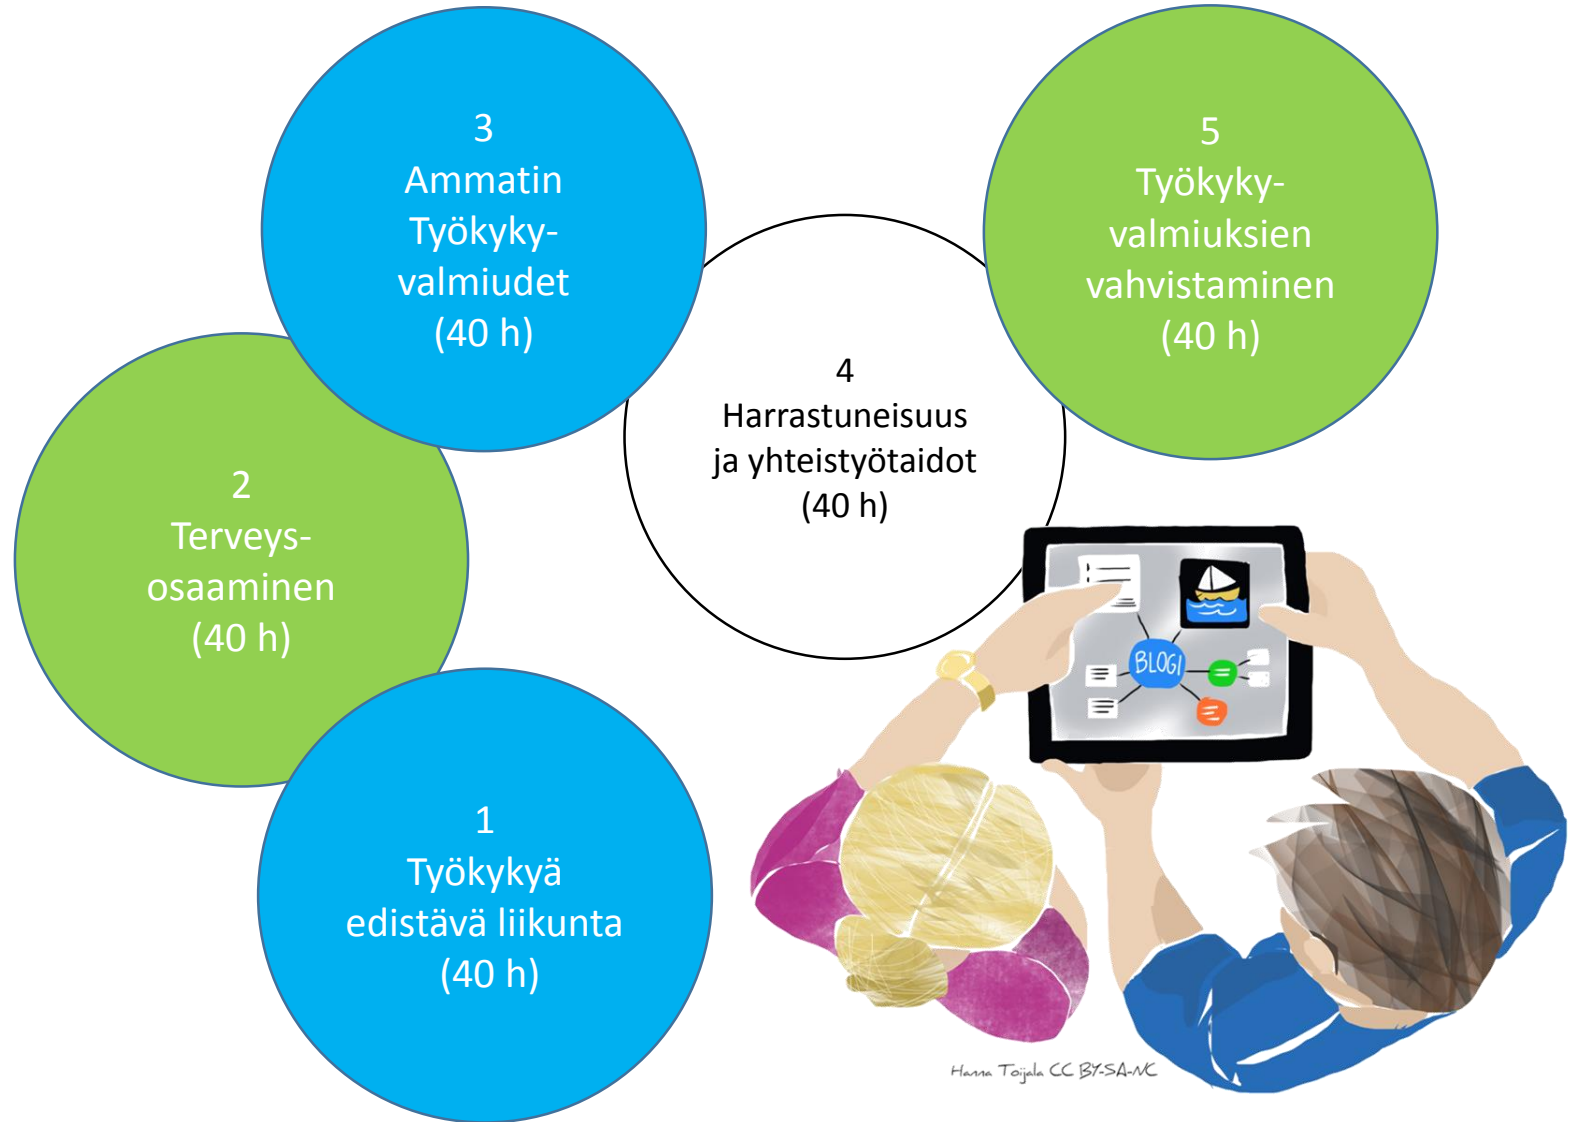 3
Ammatin
Työkyky-
valmiudet
(40 h)
5
Työkyky-
valmiuksien
vahvistaminen
(40 h)
4
Harrastuneisuus
ja yhteistyötaidot
(40 h)
2
Terveys-
osaaminen
(40 h)
1
Työkykyä
edistävä liikunta
(40 h)
BLOGI
Hanna Toijala CC BY-SA-NC